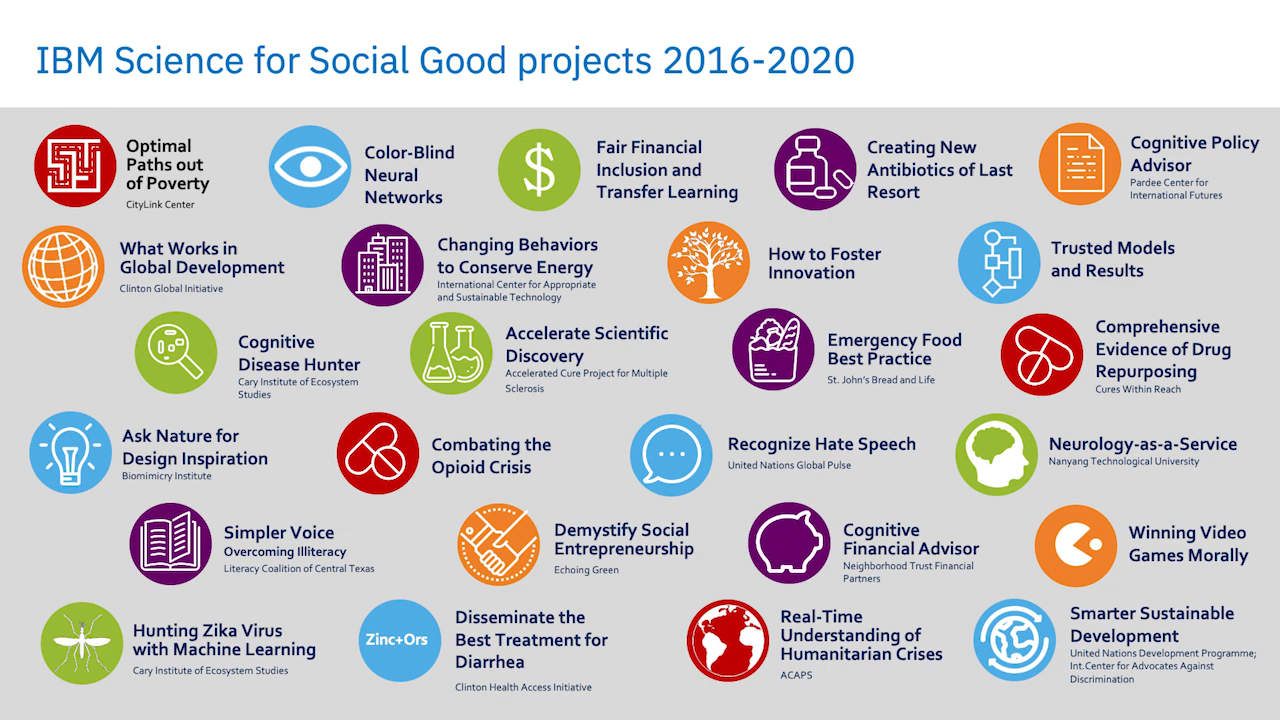 IBM Science for Social Good projects 2016-2020
Optimal
Paths out
of Poverty
CityLink Center
Color-Blind
Neural
Networks
$
Fair Financial
Inclusion and
Transfer Learning
Creating New
Antibiotics of Last
Resort
Cognitive Policy
Advisor
Pardee Center for
International Futures
What Works in
Global Development
Clinton Global Initiative
Changing Behaviors
to Conserve Energy
International Center for Appropriate
and Sustainable Technology
How to Foster
Innovation
Trusted Models
and Results
Cognitive
Disease Hunter
Cary Institute of Ecosystem
Studies
Accelerate Scientific
Discovery
Accelerated Cure Project for Multiple
Sclerosis
Emergency Food
Best Practice
St. John's Bread and Life
Comprehensive
Evidence of Drug
Repurposing
Cures Within Reach
Ask Nature for
Design Inspiration
Biomimicry Institute
Combating the
Opioid Crisis
Recognize Hate Speech
United Nations Global Pulse
Neurology-as-a-Service
Nanyang Technological University
Simpler Voice
Overcoming Illiteracy
Literacy Coalition of Central Texas
Demystify Social
Entrepreneurship
Echoing Green
Cognitive
Financial Advisor
Neighborhood Trust Financial
Partners
Winning Video
Games Morally
Hunting Zika Virus
with Machine Learning
Cary Institute of Ecosystem Studies
Zinc+Ors
Disseminate the
Best Treatment for
Diarrhea
Clinton Health Access Initiative
Real-Time
Understanding of
Humanitarian Crises
ACAPS
Smarter Sustainable
Development
United Nations Development Programme;
Int.Center for Advocates Against
Discrimination